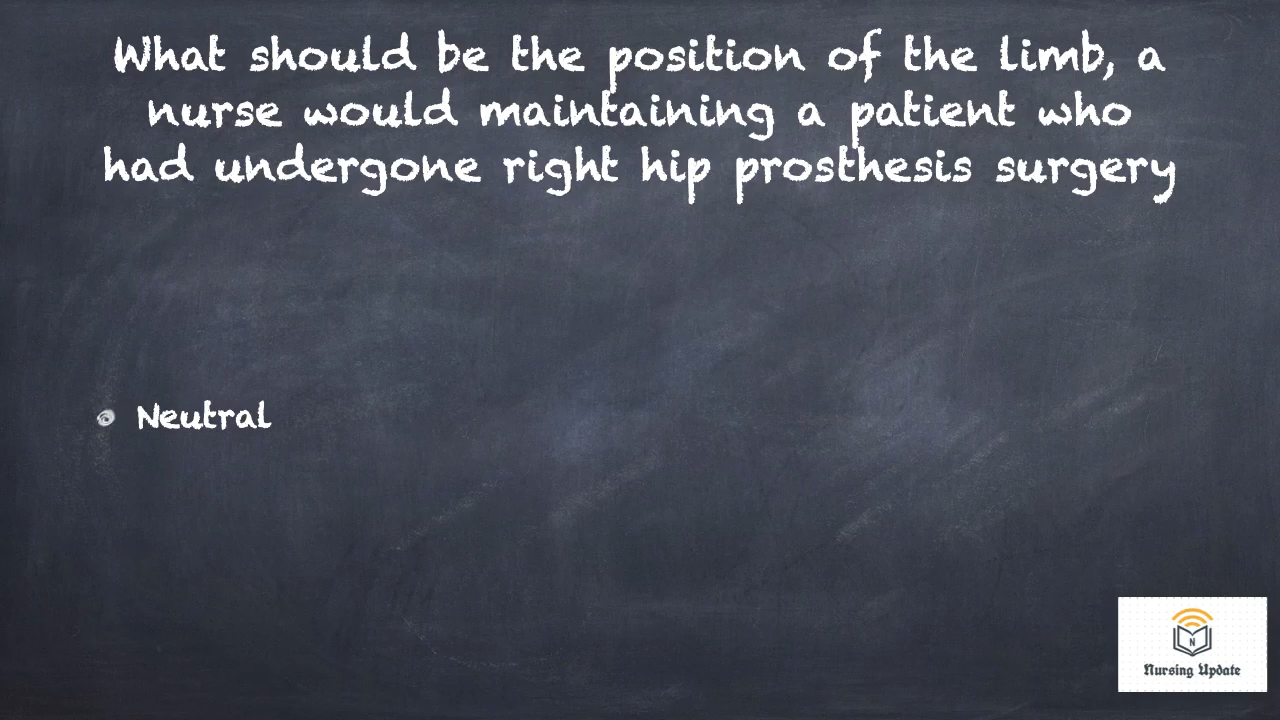 What should be the position of the limb, a
nurse would maintaining a patient who
had undergone right hip prosthesis surgery
Neutral
N
Nursing Update